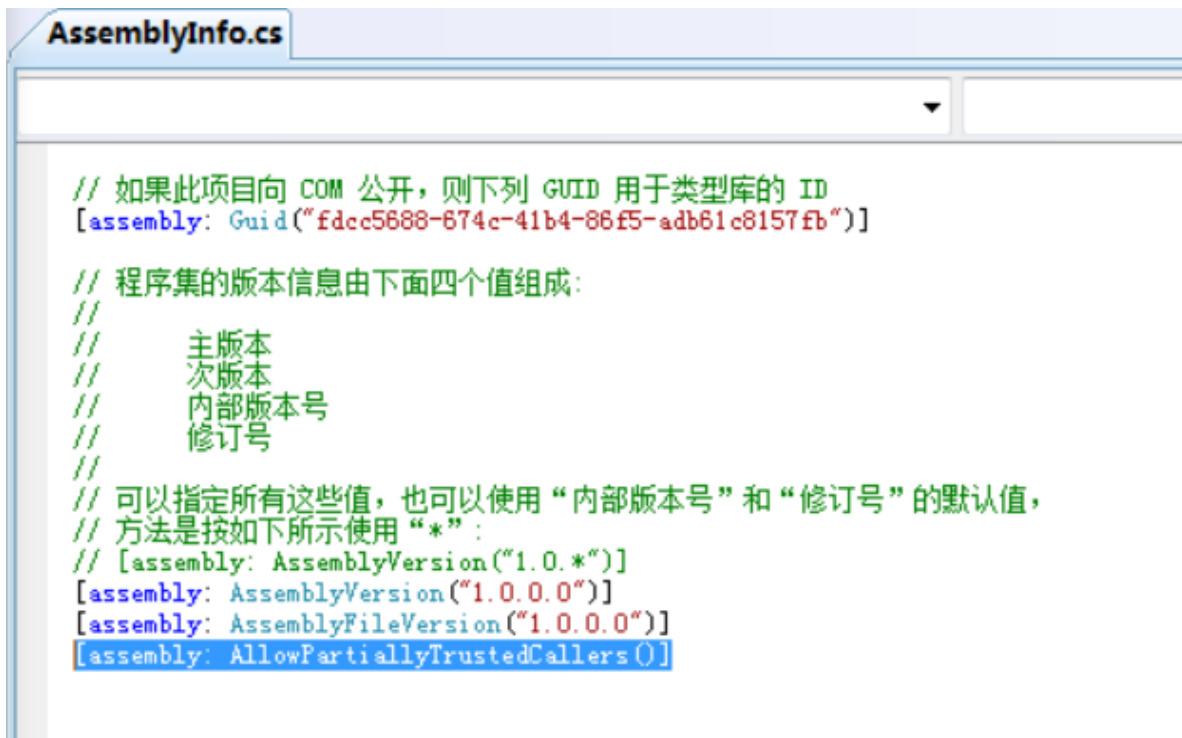 AssemblyInfo.cs
// 如果此项目向 COM 公开，则下列 GUID 用于类型库的 ID
[assembly: Guid("fdcc5688-674c-41b4-86f5-adb61c8157fb")]
// 程序集的版本信息由下面四个值组成:
//
//      主版本
//      次版本
//      内部版本号
//      修订号
//
// 可以指定所有这些值，也可以使用“内部版本号”和“修订号”的默认值，
// 方法是按如下所示使用“*”:
// [assembly: AssemblyVersion("1.0.*")]
[assembly: AssemblyVersion("1.0.0.0")]
[assembly: AssemblyFileVersion("1.0.0.0")]
[assembly: AllowPartiallyTrustedCallers()]